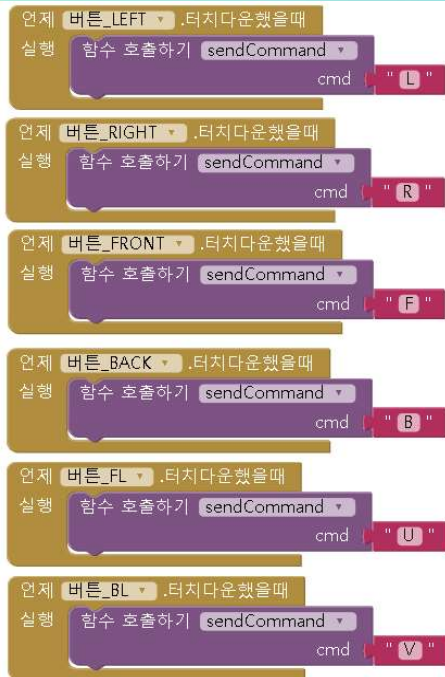 언제 버튼_LEFT .터치다운했을때
실행 함수 호출하기 sendCommand
cmd "L"
언제 버튼_RIGHT .터치다운했을때
실행 함수 호출하기 sendCommand
cmd "R"
언제 버튼_FRONT .터치다운했을때
실행 함수 호출하기 sendCommand
cmd "F"
언제 버튼_BACK .터치다운했을때
실행 함수 호출하기 sendCommand
cmd "B"
언제 버튼_FL .터치다운했을때
실행 함수 호출하기 sendCommand
cmd "U"
언제 버튼_BL .터치다운했을때
실행 함수 호출하기 sendCommand
cmd "V"